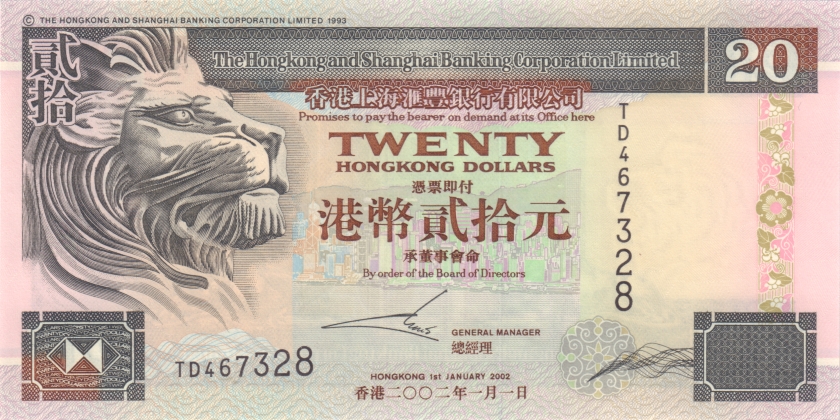 © THE HONGKONG AND SHANGHAI BANKING CORPORATION LIMITED 1993
貳拾
The Hongkong and Shanghai Banking Corporation Limited
20
香港上海滙豐銀行有限公司
Promises to pay the bearer on demand at its Office here
TWENTY
HONGKONG DOLLARS
憑票即付
港幣貳拾元
承董事會命
By order of the Board of Directors
TD467328
GENERAL MANAGER
總經理
TD467328
HONGKONG 1st JANUARY 2002
香港二〇〇二年一月一日